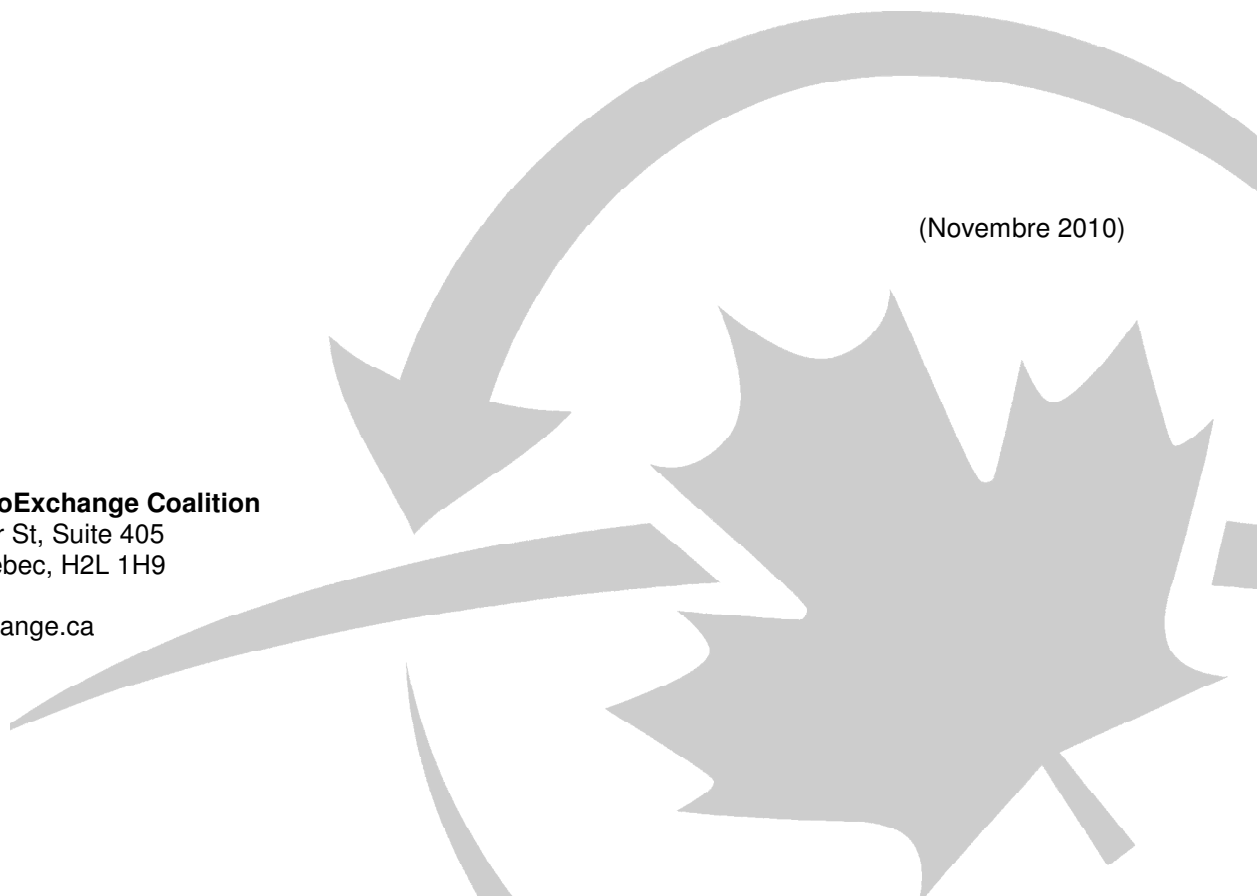 (Novembre 2010)
oExchange Coalition
r St, Suite 405
ebec, H2L 1H9
ange.ca